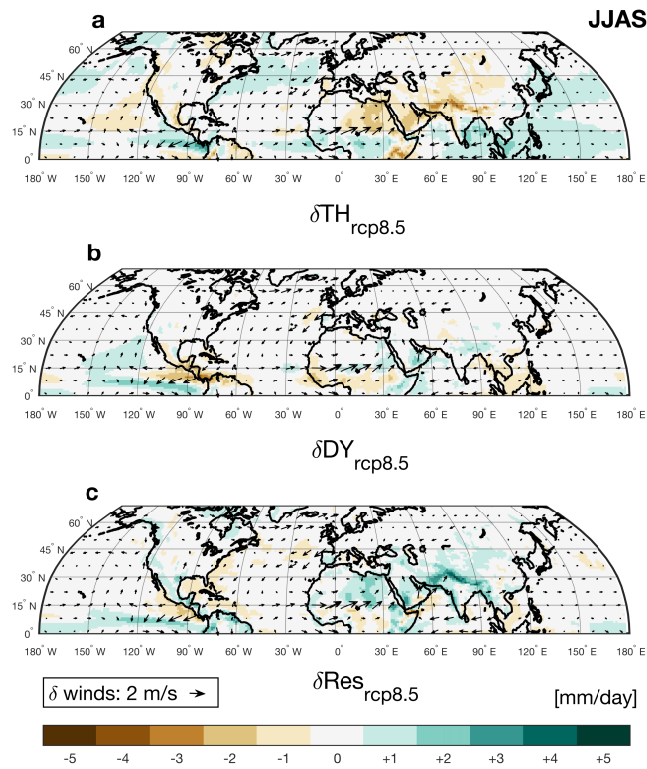 a
JJAS
60° N
45° N
30° N
15° N
0°
180° W 150° W 120° W 90° W 60° W 30° W 0° 30° E 60° E 90° E 120° E 150° E 180° E
δTHrcp8.5
b
60° N
45° N
30° N
15° N
0°
180° W 150° W 120° W 90° W 60° W 30° W 0° 30° E 60° E 90° E 120° E 150° E 180° E
δDYrcp8.5
c
60° N
45° N
30° N
15° N
0°
180° W 150° W 120° W 90° W 60° W 30° W 0° 30° E 60° E 90° E 120° E 150° E 180° E
δResrcp8.5
δ winds: 2 m/s
[mm/day]
-5 -4 -3 -2 -1 0 +1 +2 +3 +4 +5